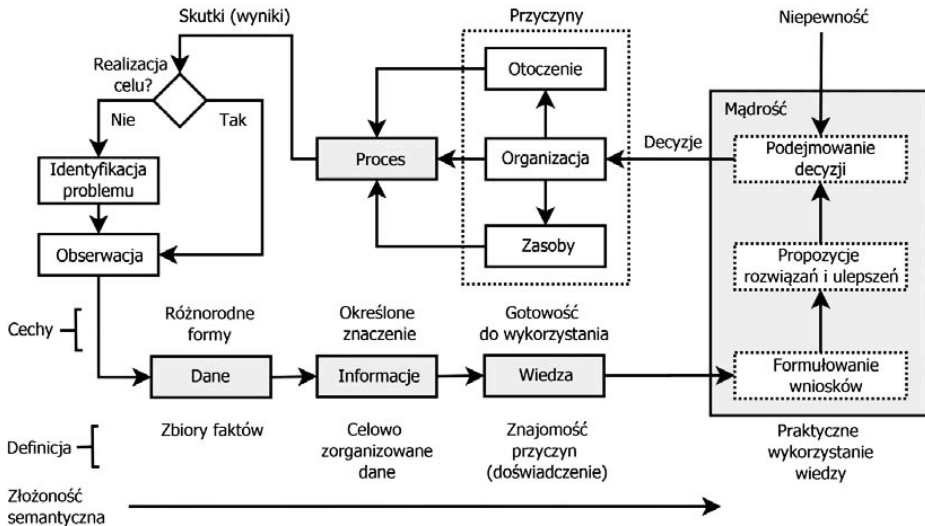 Skutki (wyniki)
Przyczyny
Niepewność
Realizacja
celu?
Nie
Tak
Otoczenie
Mądrość
Identyfikacja
problemu
Proces
Organizacja
Decyzje
Podejmowanie
decyzji
Obserwacja
Zasoby
Propozycje
rozwiązań i ulepszeń
Cechy
Różnorodne
formy
Określone
znaczenie
Gotowość
do wykorzystania
Dane
Informacje
Wiedza
Formułowanie
wniosków
Definicja
Zbiory faktów
Celowo
zorganizowane
dane
Znajomość
przyczyn
(doświadczenie)
Praktyczne
wykorzystanie
wiedzy
Złożoność
semantyczna